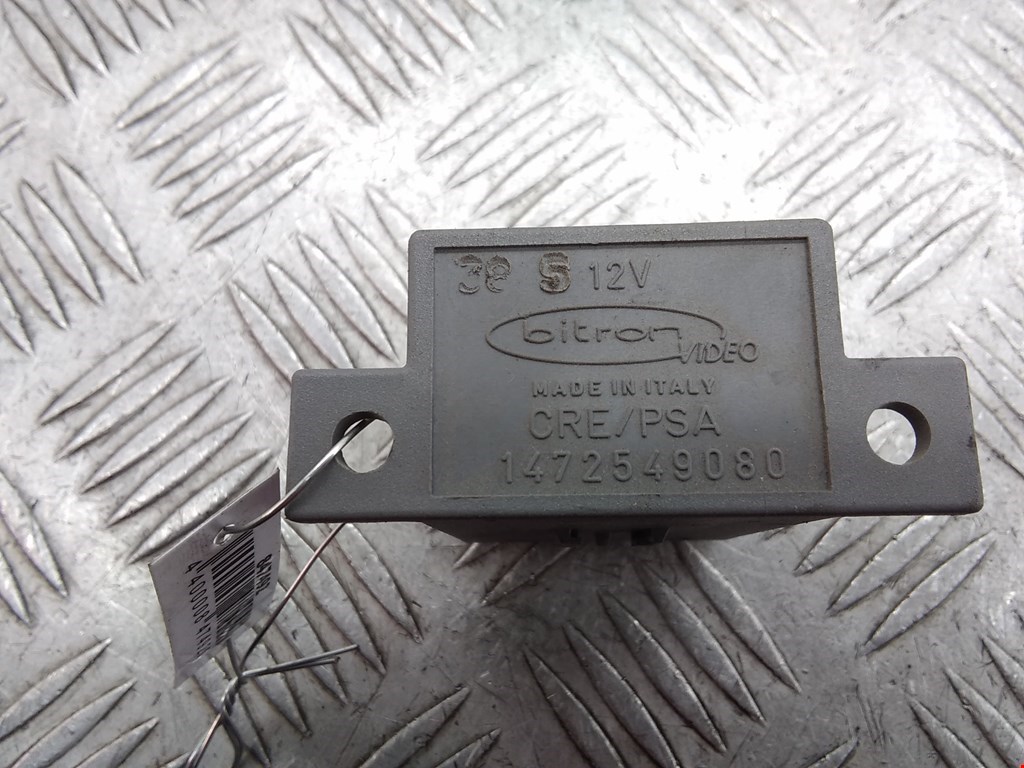 38 S 12V
bitron
VIDEO
MADE IN ITALY
CRE/PSA
1472549080